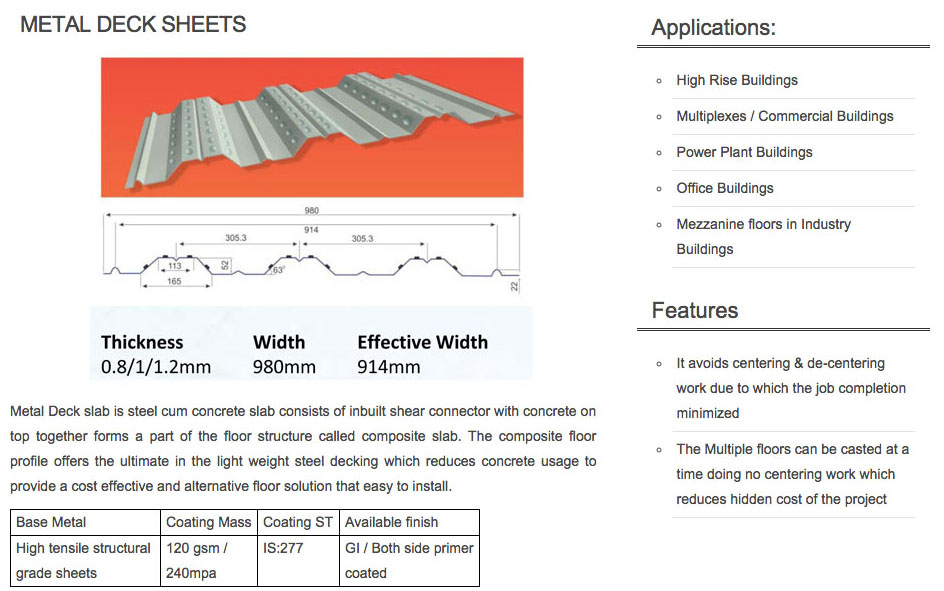 METAL DECK SHEETS
980
914
305.3
305.3
113
52
63°
165
22
Thickness Width Effective Width
0.8/1/1.2mm 980mm 914mm
Metal Deck slab is steel cum concrete slab consists of inbuilt shear connector with concrete on
top together forms a part of the floor structure called composite slab. The composite floor
profile offers the ultimate in the light weight steel decking which reduces concrete usage to
provide a cost effective and alternative floor solution that easy to install.
Base Metal Coating Mass Coating ST Available finish
High tensile structural 120 gsm / IS:277 GI / Both side primer
grade sheets 240mpa coated
Applications:
High Rise Buildings
Multiplexes / Commercial Buildings
Power Plant Buildings
Office Buildings
Mezzanine floors in Industry
Buildings
Features
It avoids centering & de-centering
work due to which the job completion
minimized
The Multiple floors can be casted at a
time doing no centering work which
reduces hidden cost of the project